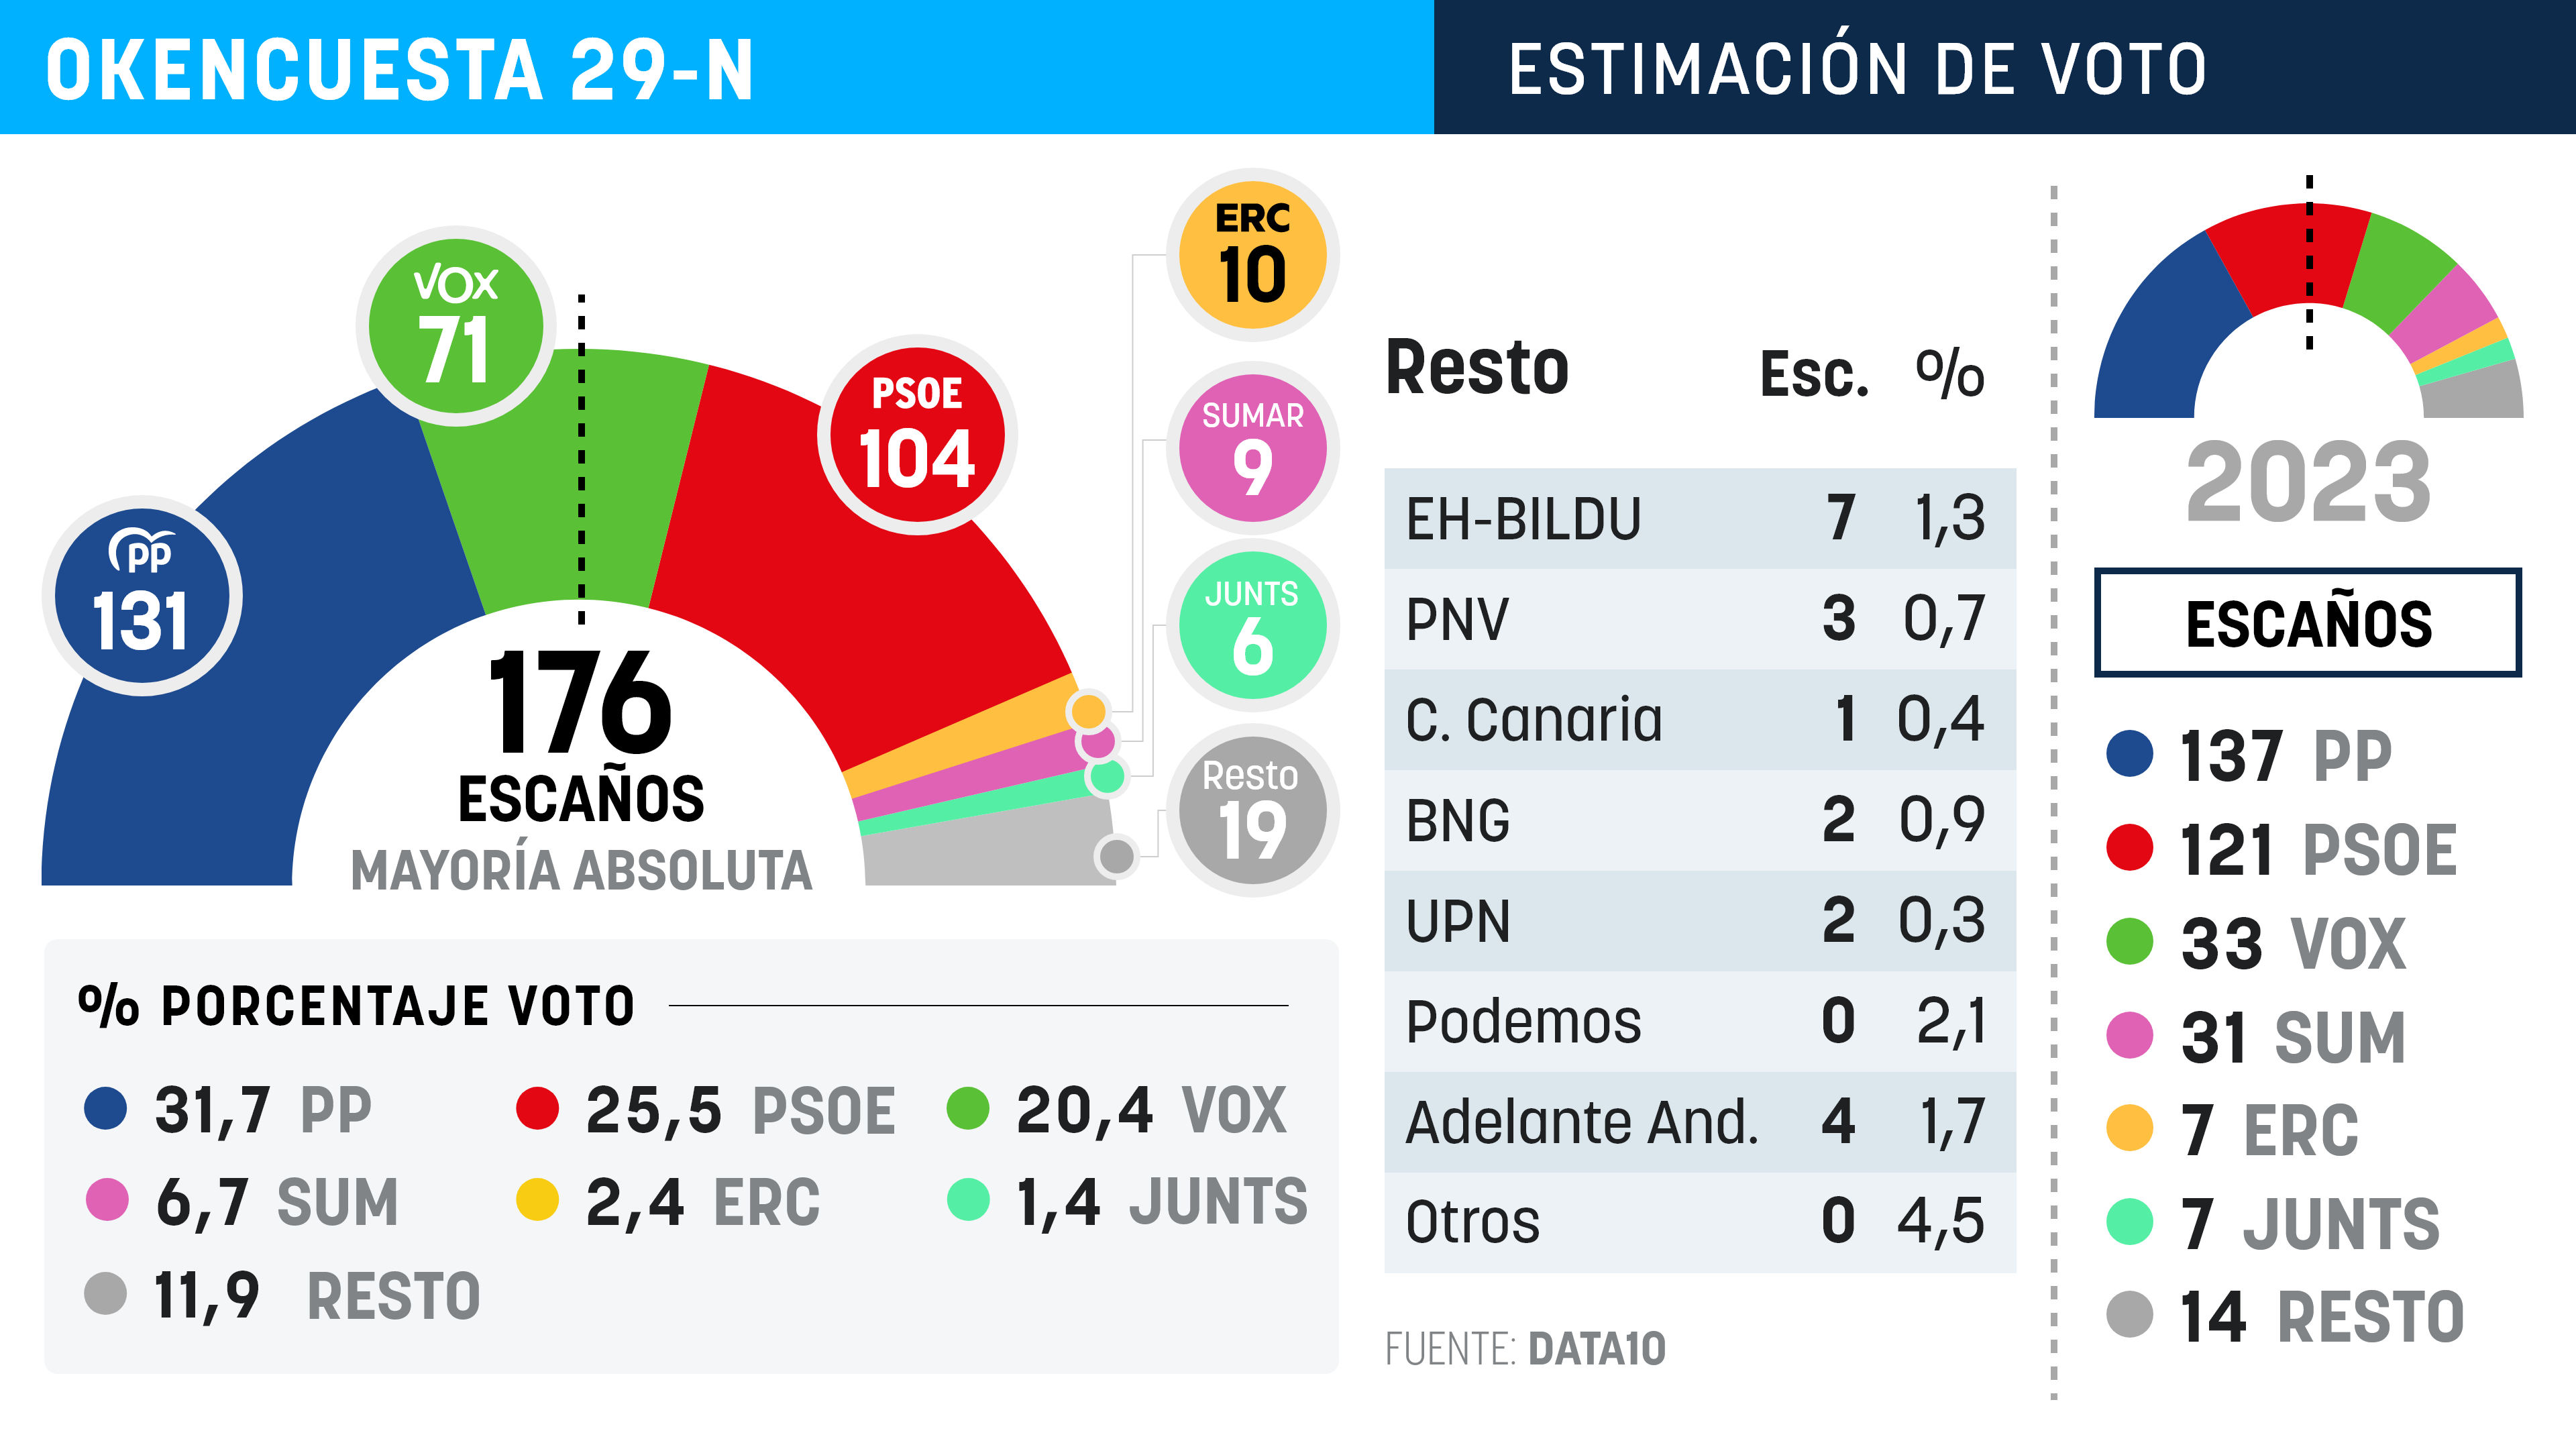 OKENCUESTA 29-N
ESTIMACIÓN DE VOTO
PP
131
VOX
71
PSOE
104
ERC
10
SUMAR
9
JUNTS
6
Resto
19
176
ESCAÑOS
MAYORÍA ABSOLUTA
% PORCENTAJE VOTO
31,7 PP
25,5 PSOE
20,4 VOX
6,7 SUM
2,4 ERC
1,4 JUNTS
11,9 RESTO
Resto Esc. %
EH-BILDU 7 1,3
PNV 3 0,7
C. Canaria 1 0,4
BNG 2 0,9
UPN 2 0,3
Podemos 0 2,1
Adelante And. 4 1,7
Otros 0 4,5
FUENTE: DATA10
2023
ESCAÑOS
137 PP
121 PSOE
33 VOX
31 SUM
7 ERC
7 JUNTS
14 RESTO